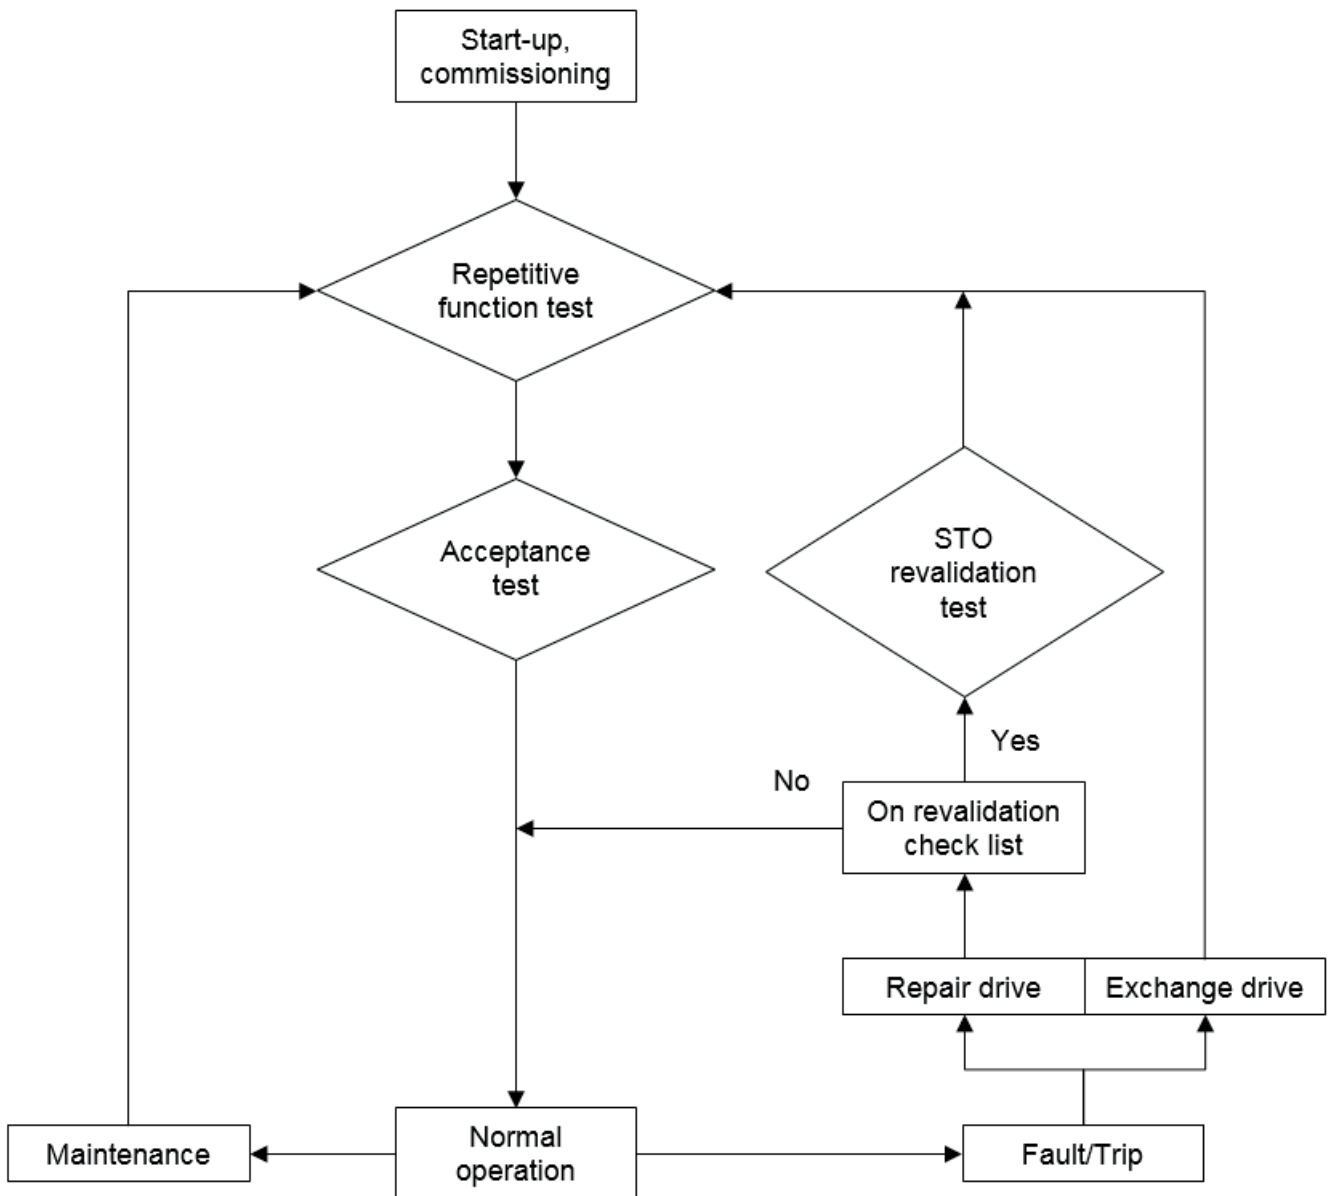 Start-up,
commissioning
Repetitive
function test
Acceptance
test
STO
revalidation
test
Yes
No
On revalidation
check list
Repair drive
Exchange drive
Maintenance
Normal
operation
Fault/Trip